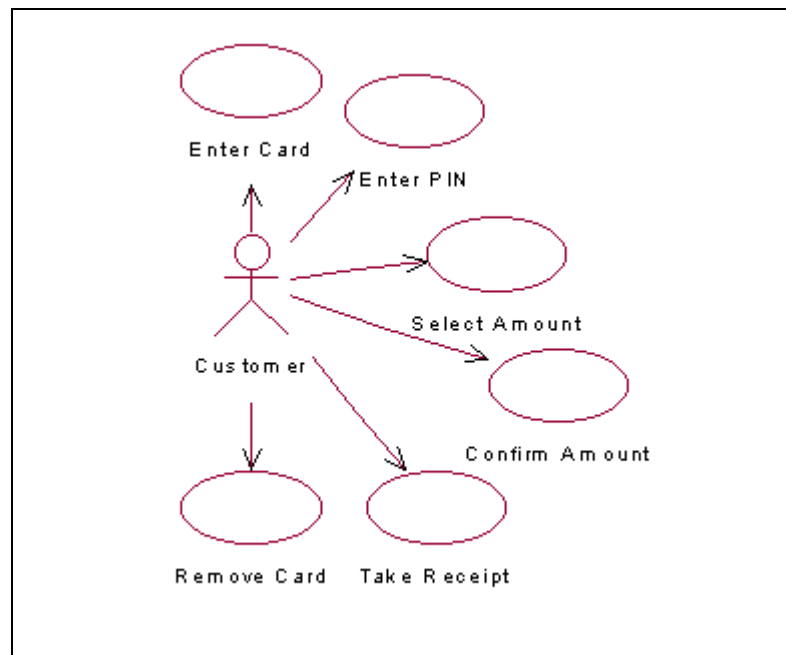 Enter Card
Enter PIN
Select Amount
Customer
Confirm Amount
Remove Card
Take Receipt